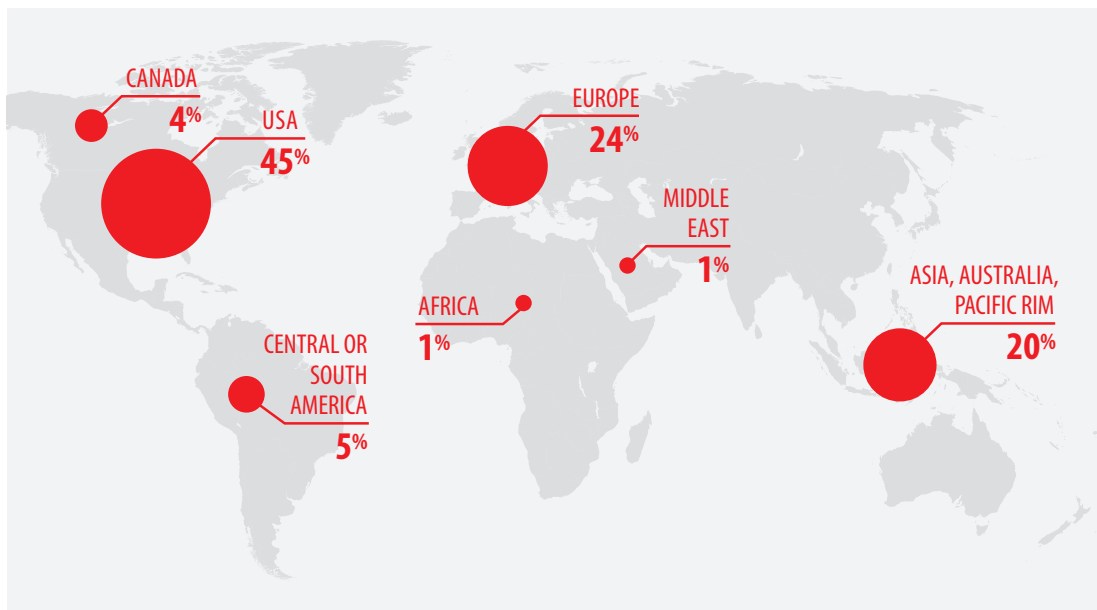 CANADA
4%
USA
45%
EUROPE
24%
MIDDLE
EAST
1%
AFRICA
1%
ASIA, AUSTRALIA,
PACIFIC RIM
20%
CENTRAL OR
SOUTH
AMERICA
5%